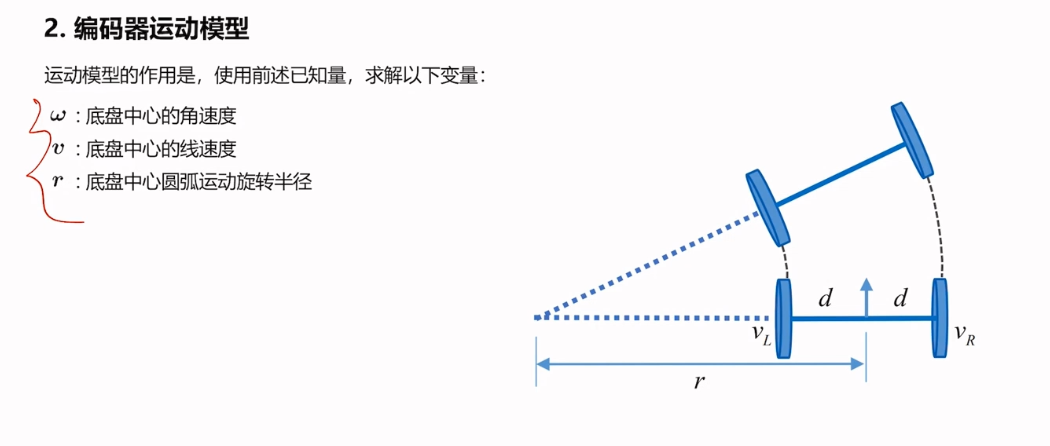 2. 编码器运动模型
运动模型的作用是，使用前述已知量，求解以下变量：
ω ：底盘中心的角速度
v ：底盘中心的线速度
r ：底盘中心圆弧运动旋转半径
d d
v_L v_R
r